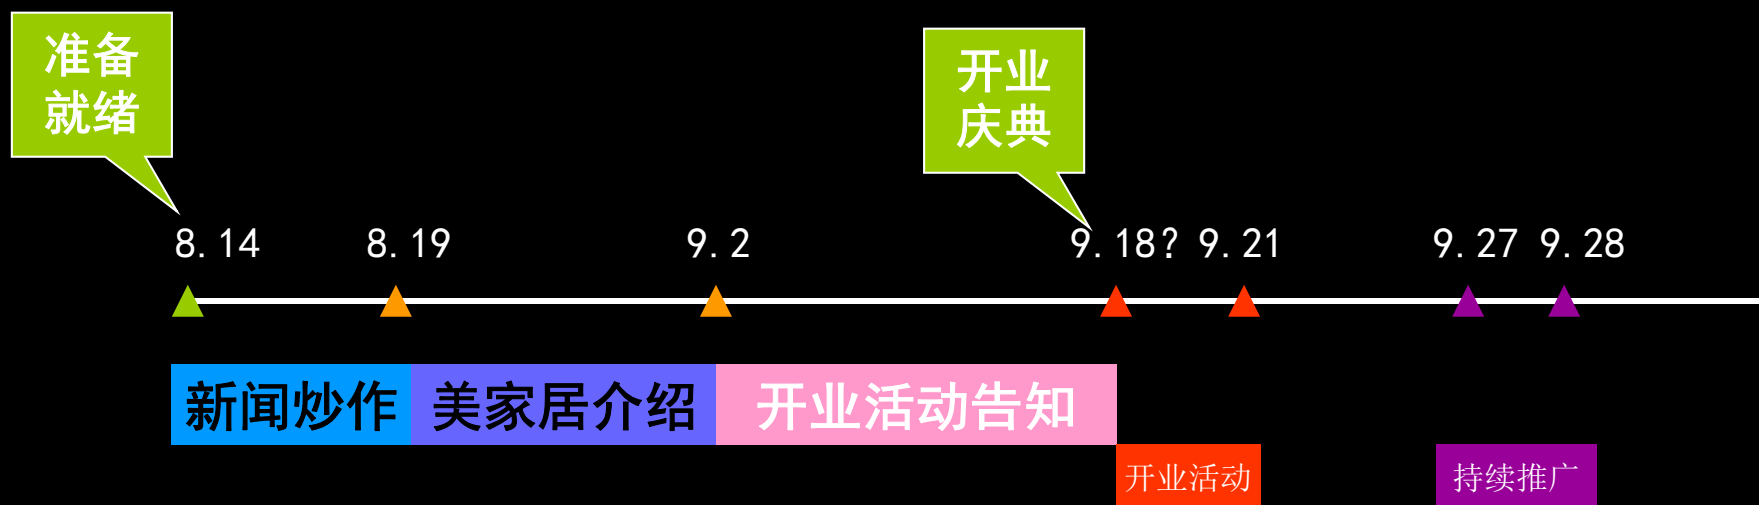 准备
就绪
开业
庆典
8.14 8.19 9.2 9.18? 9.21 9.27 9.28
新闻炒作 美家居介绍 开业活动告知
开业活动 持续推广